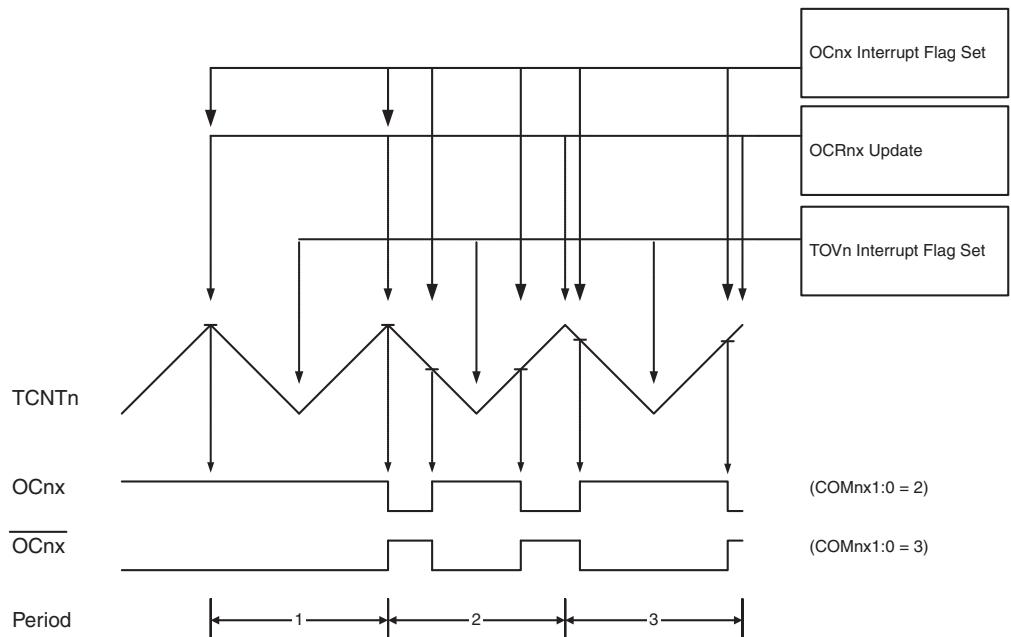 OCnx Interrupt Flag Set
OCRnx Update
TOVn Interrupt Flag Set
TCNTn
OCnx
(COMnx1:0 = 2)
OCnx
(COMnx1:0 = 3)
Period
1
2
3